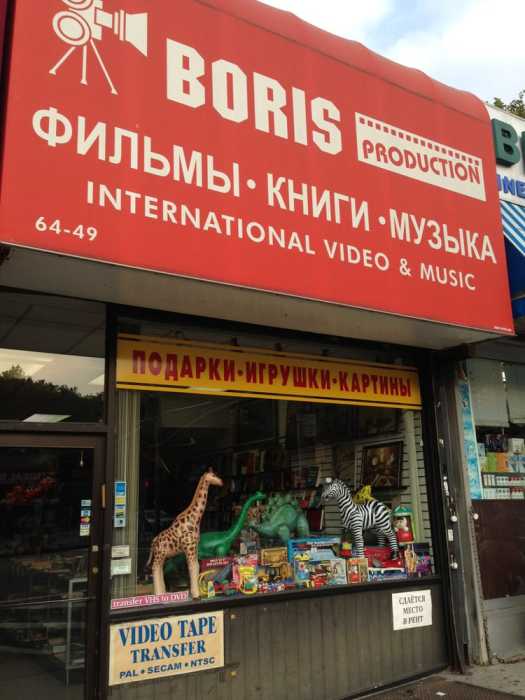 BORIS
PRODUCTION
ФИЛЬМЫ · КНИГИ · МУЗЫКА
INTERNATIONAL VIDEO & MUSIC
64-49
ПОДАРКИ·ИГРУШКИ·КАРТИНЫ
transfer VHS to DVD
VIDEO TAPE
TRANSFER
PAL • SECAM • NTSC
СДАЁТСЯ
МЕСТО
В РЕНТ